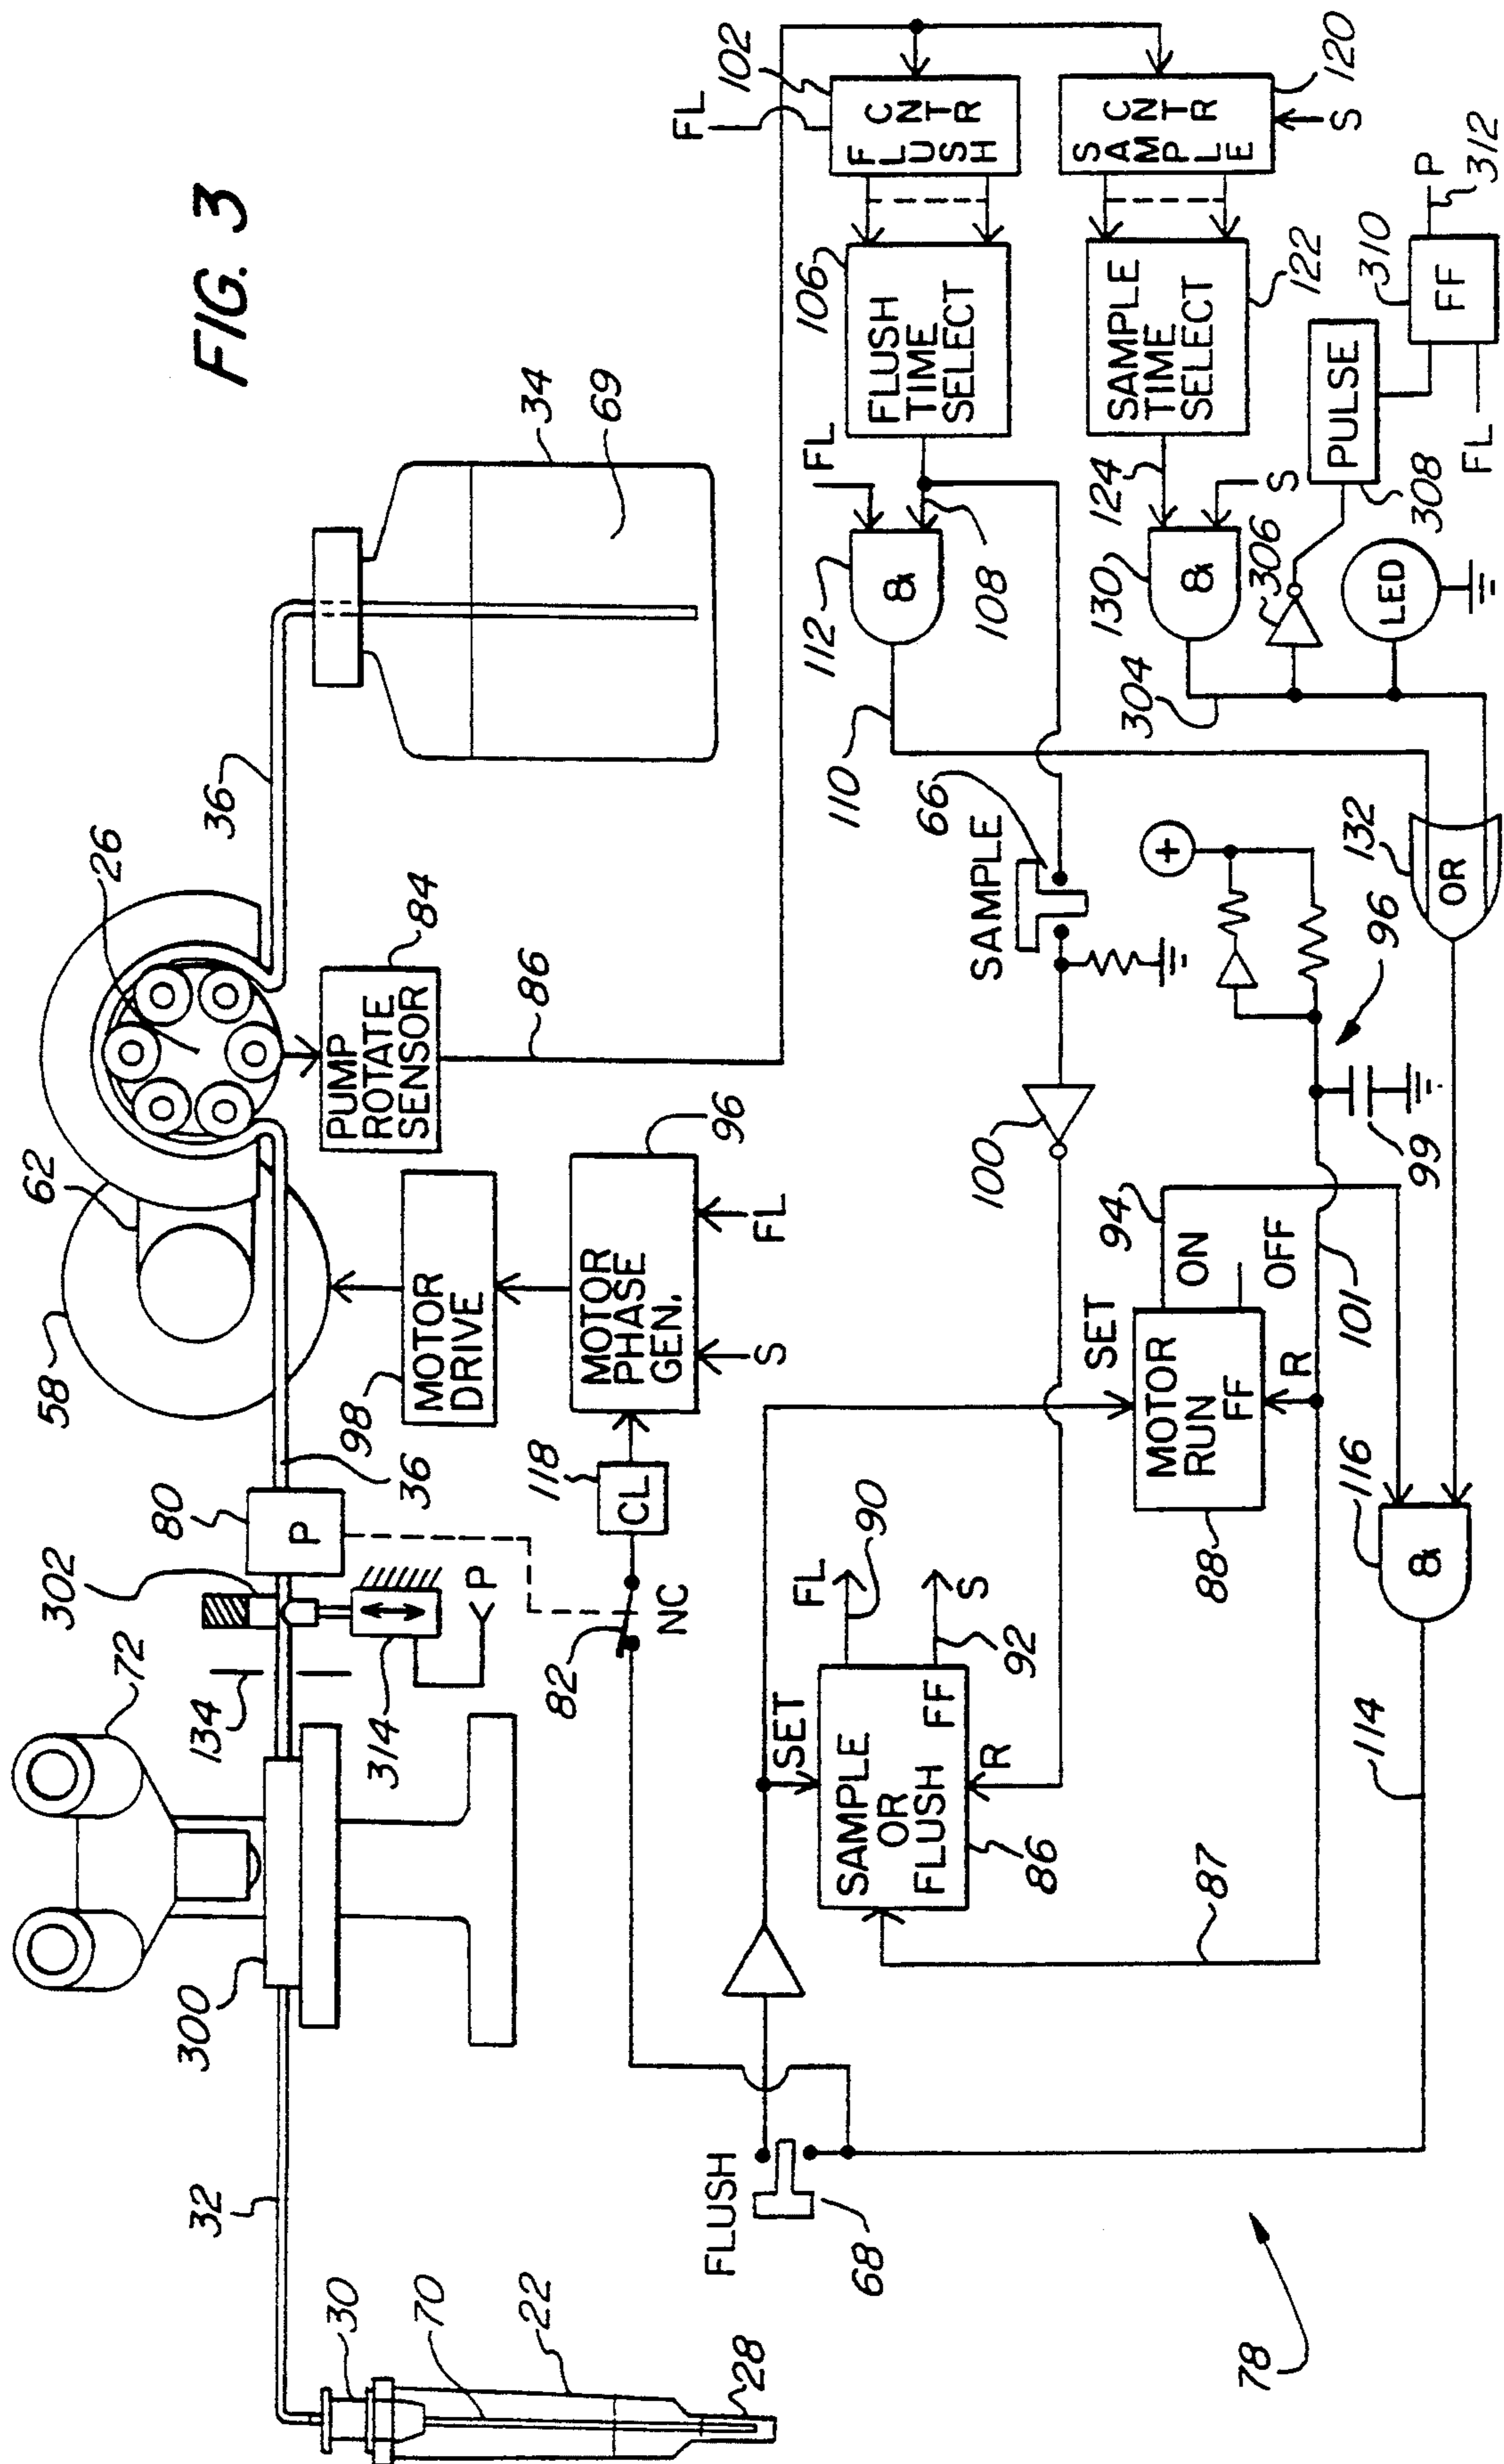 FIG. 3
72
302
80
58
62
26
36
34
134
P
36
84
69
300
314
P
98
PUMP
ROTATE
SENSOR
32
MOTOR
DRIVE
86
30
82
NC
118
CL
MOTOR
PHASE
GEN.
96
70
S
FL
22
28
FLUSH
68
SET
FL
90
SAMPLE
OR
FLUSH FF
S
92
R
86
87
100
SAMPLE
66
110
112
FL
FL
102
FLUSH
CNTR
106
FLUSH
TIME
SELECT
&
108
SET
MOTOR
RUN
FF
94
ON
OFF
R
88
101
99
+
96
SAMPLE
CNTR
120
S
SAMPLE
TIME
SELECT
122
124
130
&
S
304
306
LED
PULSE
308
310
FF
P
312
FL
132
OR
116
&
114
78